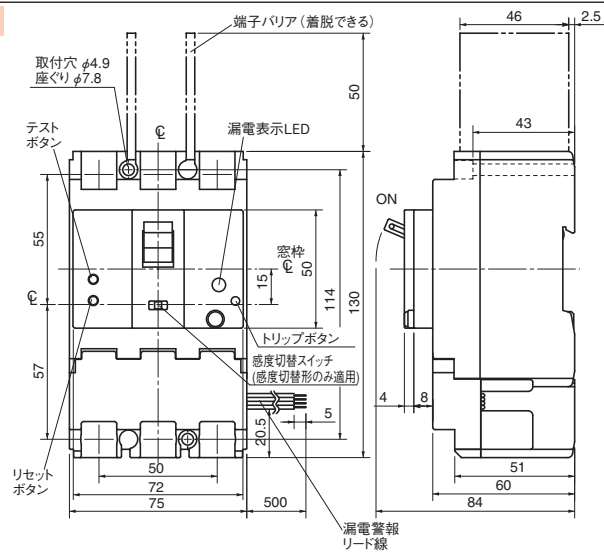 46
2.5
端子バリア(着脱できる)
取付穴 φ4.9
座ぐり φ7.8
50
43
テスト
ボタン
℄
漏電表示LED
ON
55
窓枠
℄
15
50
114
130
℄
トリップボタン
感度切替スイッチ
(感度切替形のみ適用)
57
4
8
5
20.5
リセット
ボタン
50
72
75
500
51
60
84
漏電警報
リード線